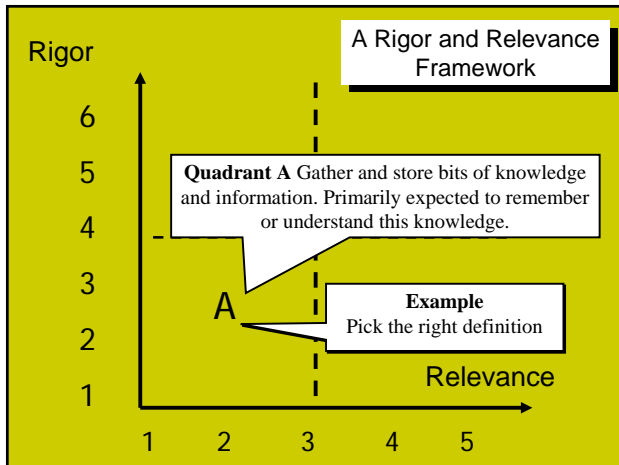 A Rigor and Relevance
Framework
Rigor
6
5
4
3
2
1
Quadrant A Gather and store bits of knowledge
and information. Primarily expected to remember
or understand this knowledge.
A
Example
Pick the right definition
Relevance
1 2 3 4 5